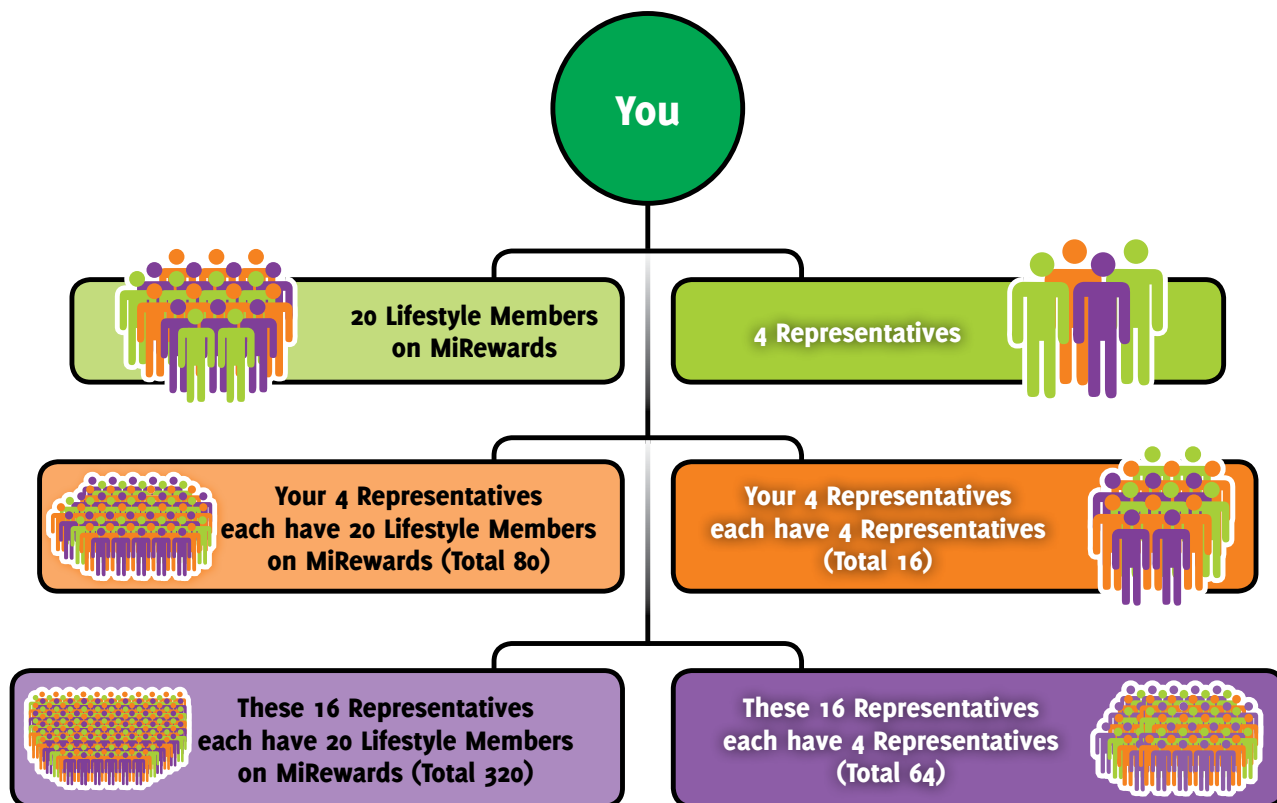 You
20 Lifestyle Members
on MiRewards
4 Representatives
Your 4 Representatives
each have 20 Lifestyle Members
on MiRewards (Total 80)
Your 4 Representatives
each have 4 Representatives
(Total 16)
These 16 Representatives
each have 20 Lifestyle Members
on MiRewards (Total 320)
These 16 Representatives
each have 4 Representatives
(Total 64)